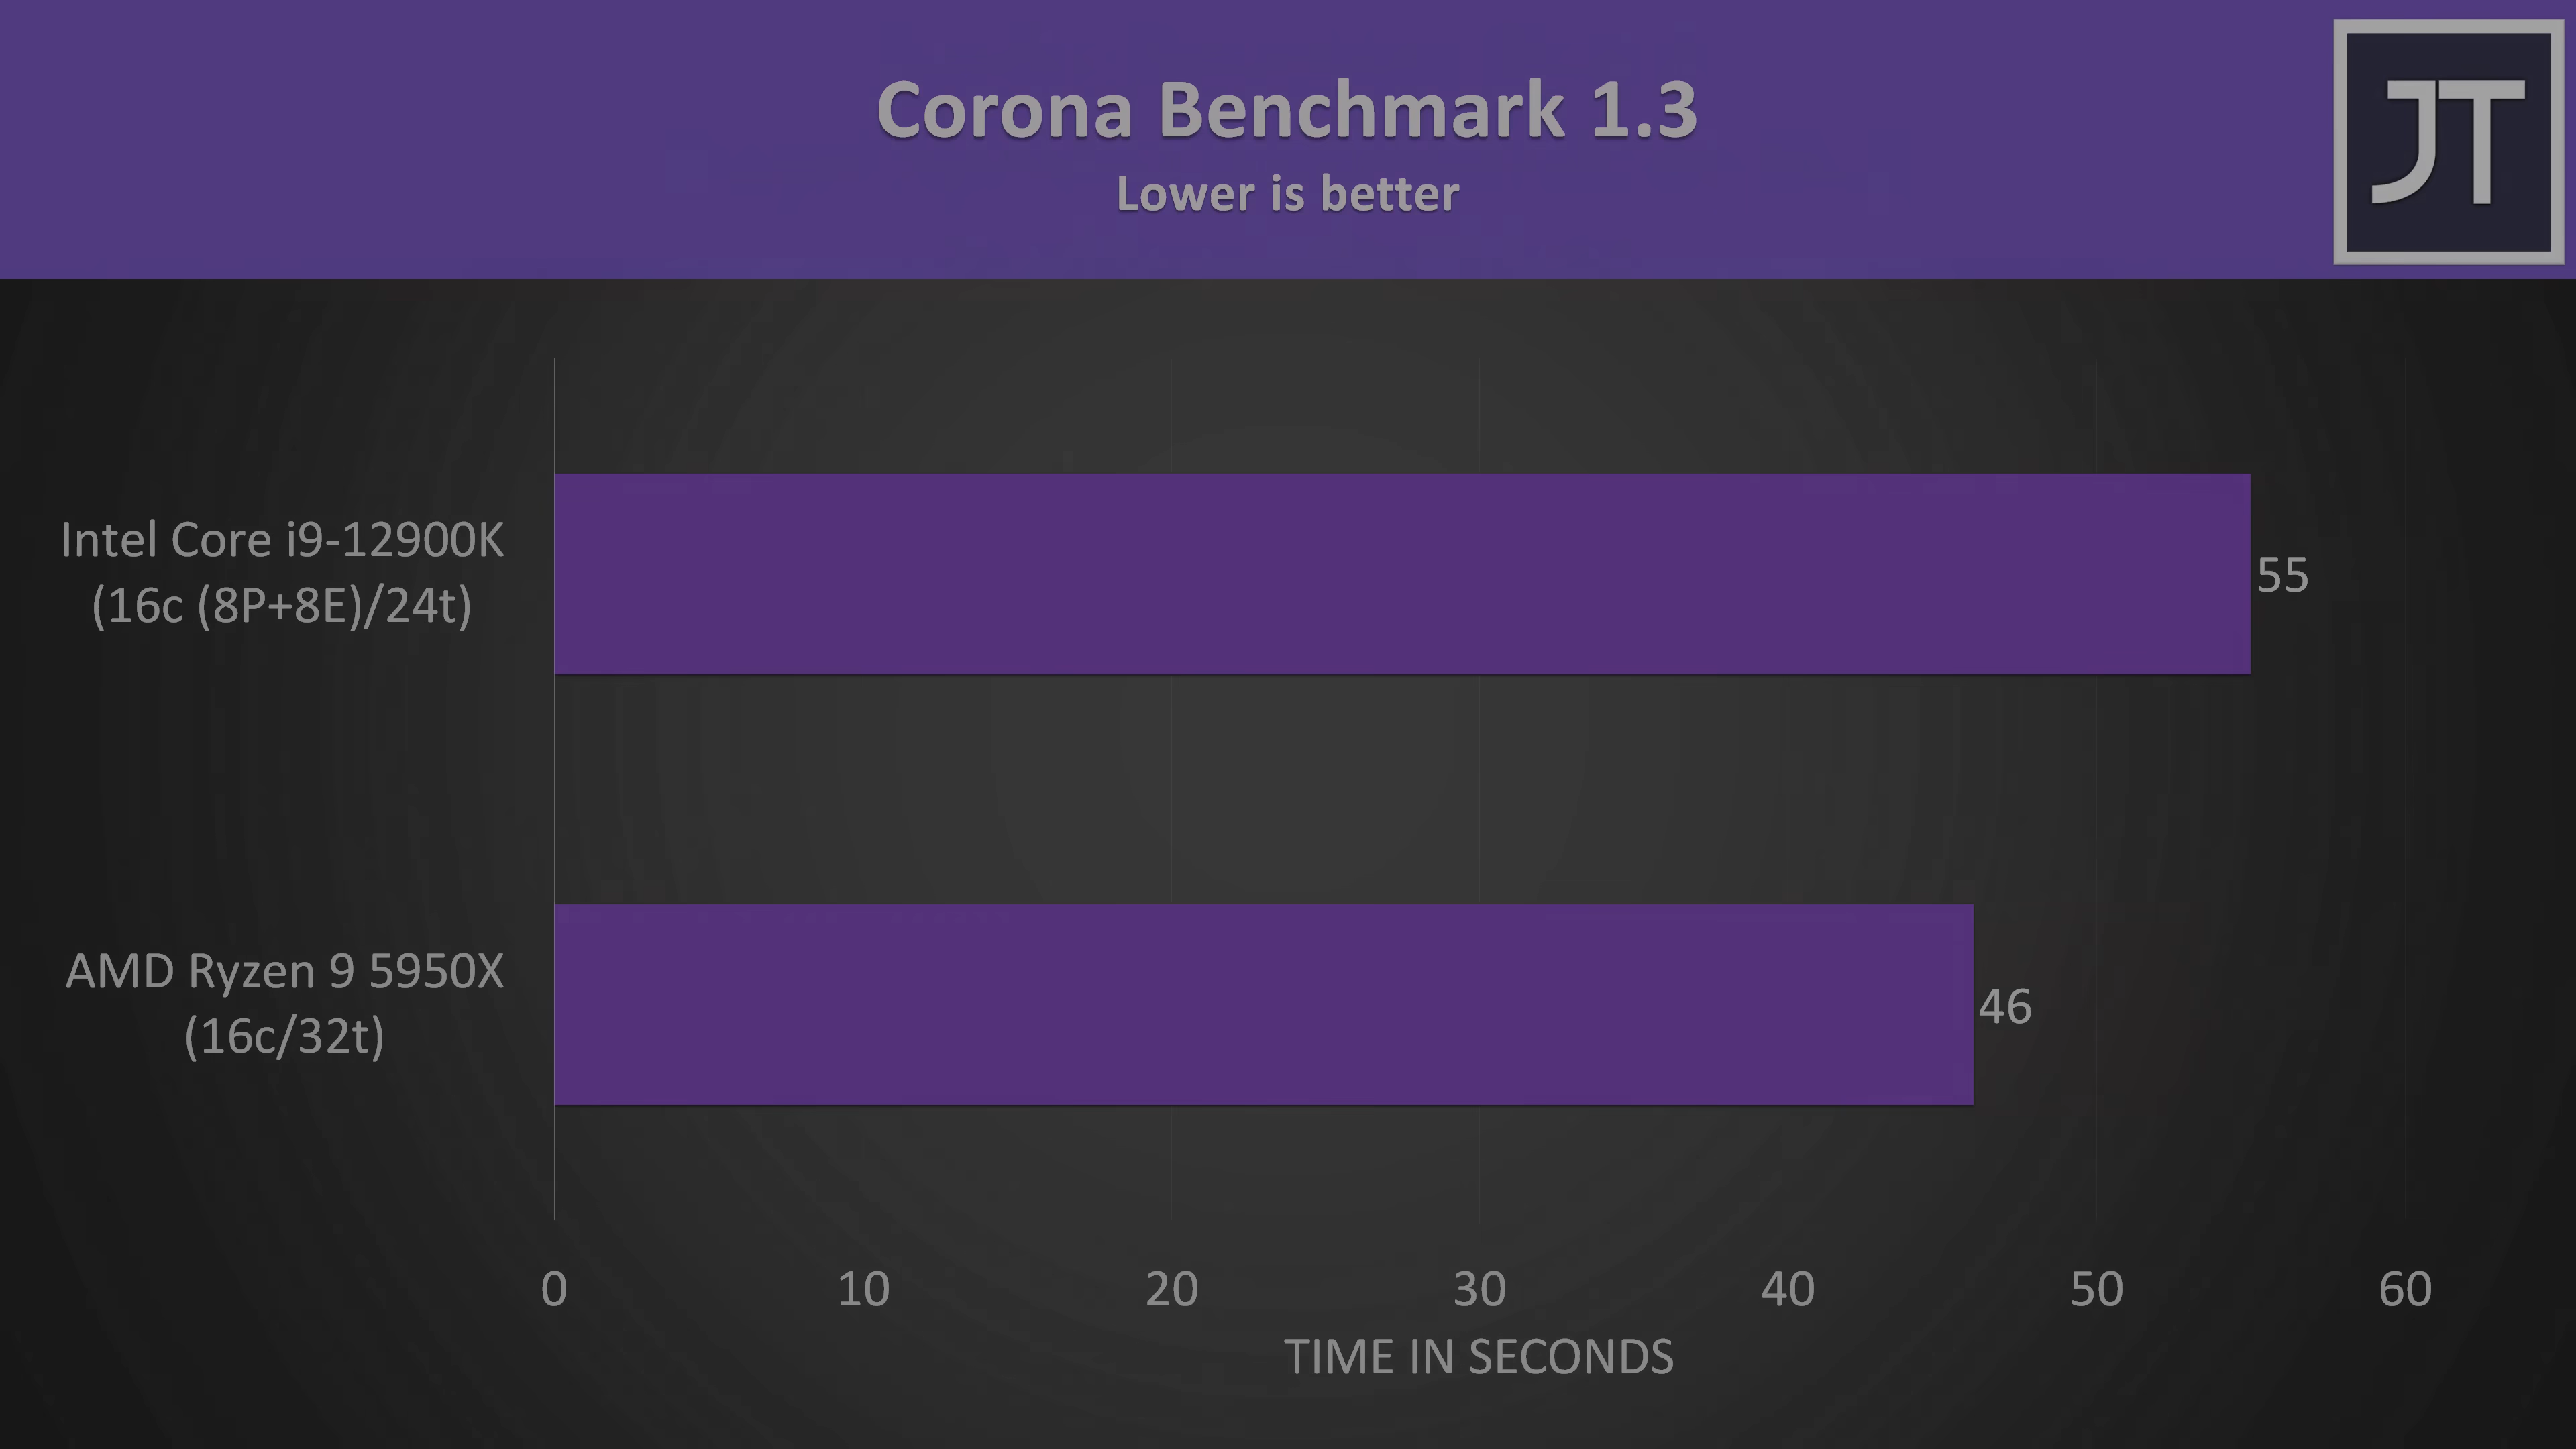 Corona Benchmark 1.3
Lower is better
JT
Intel Core i9-12900K
(16c (8P+8E)/24t)
55
AMD Ryzen 9 5950X
(16c/32t)
46
0 10 20 30 40 50 60
TIME IN SECONDS